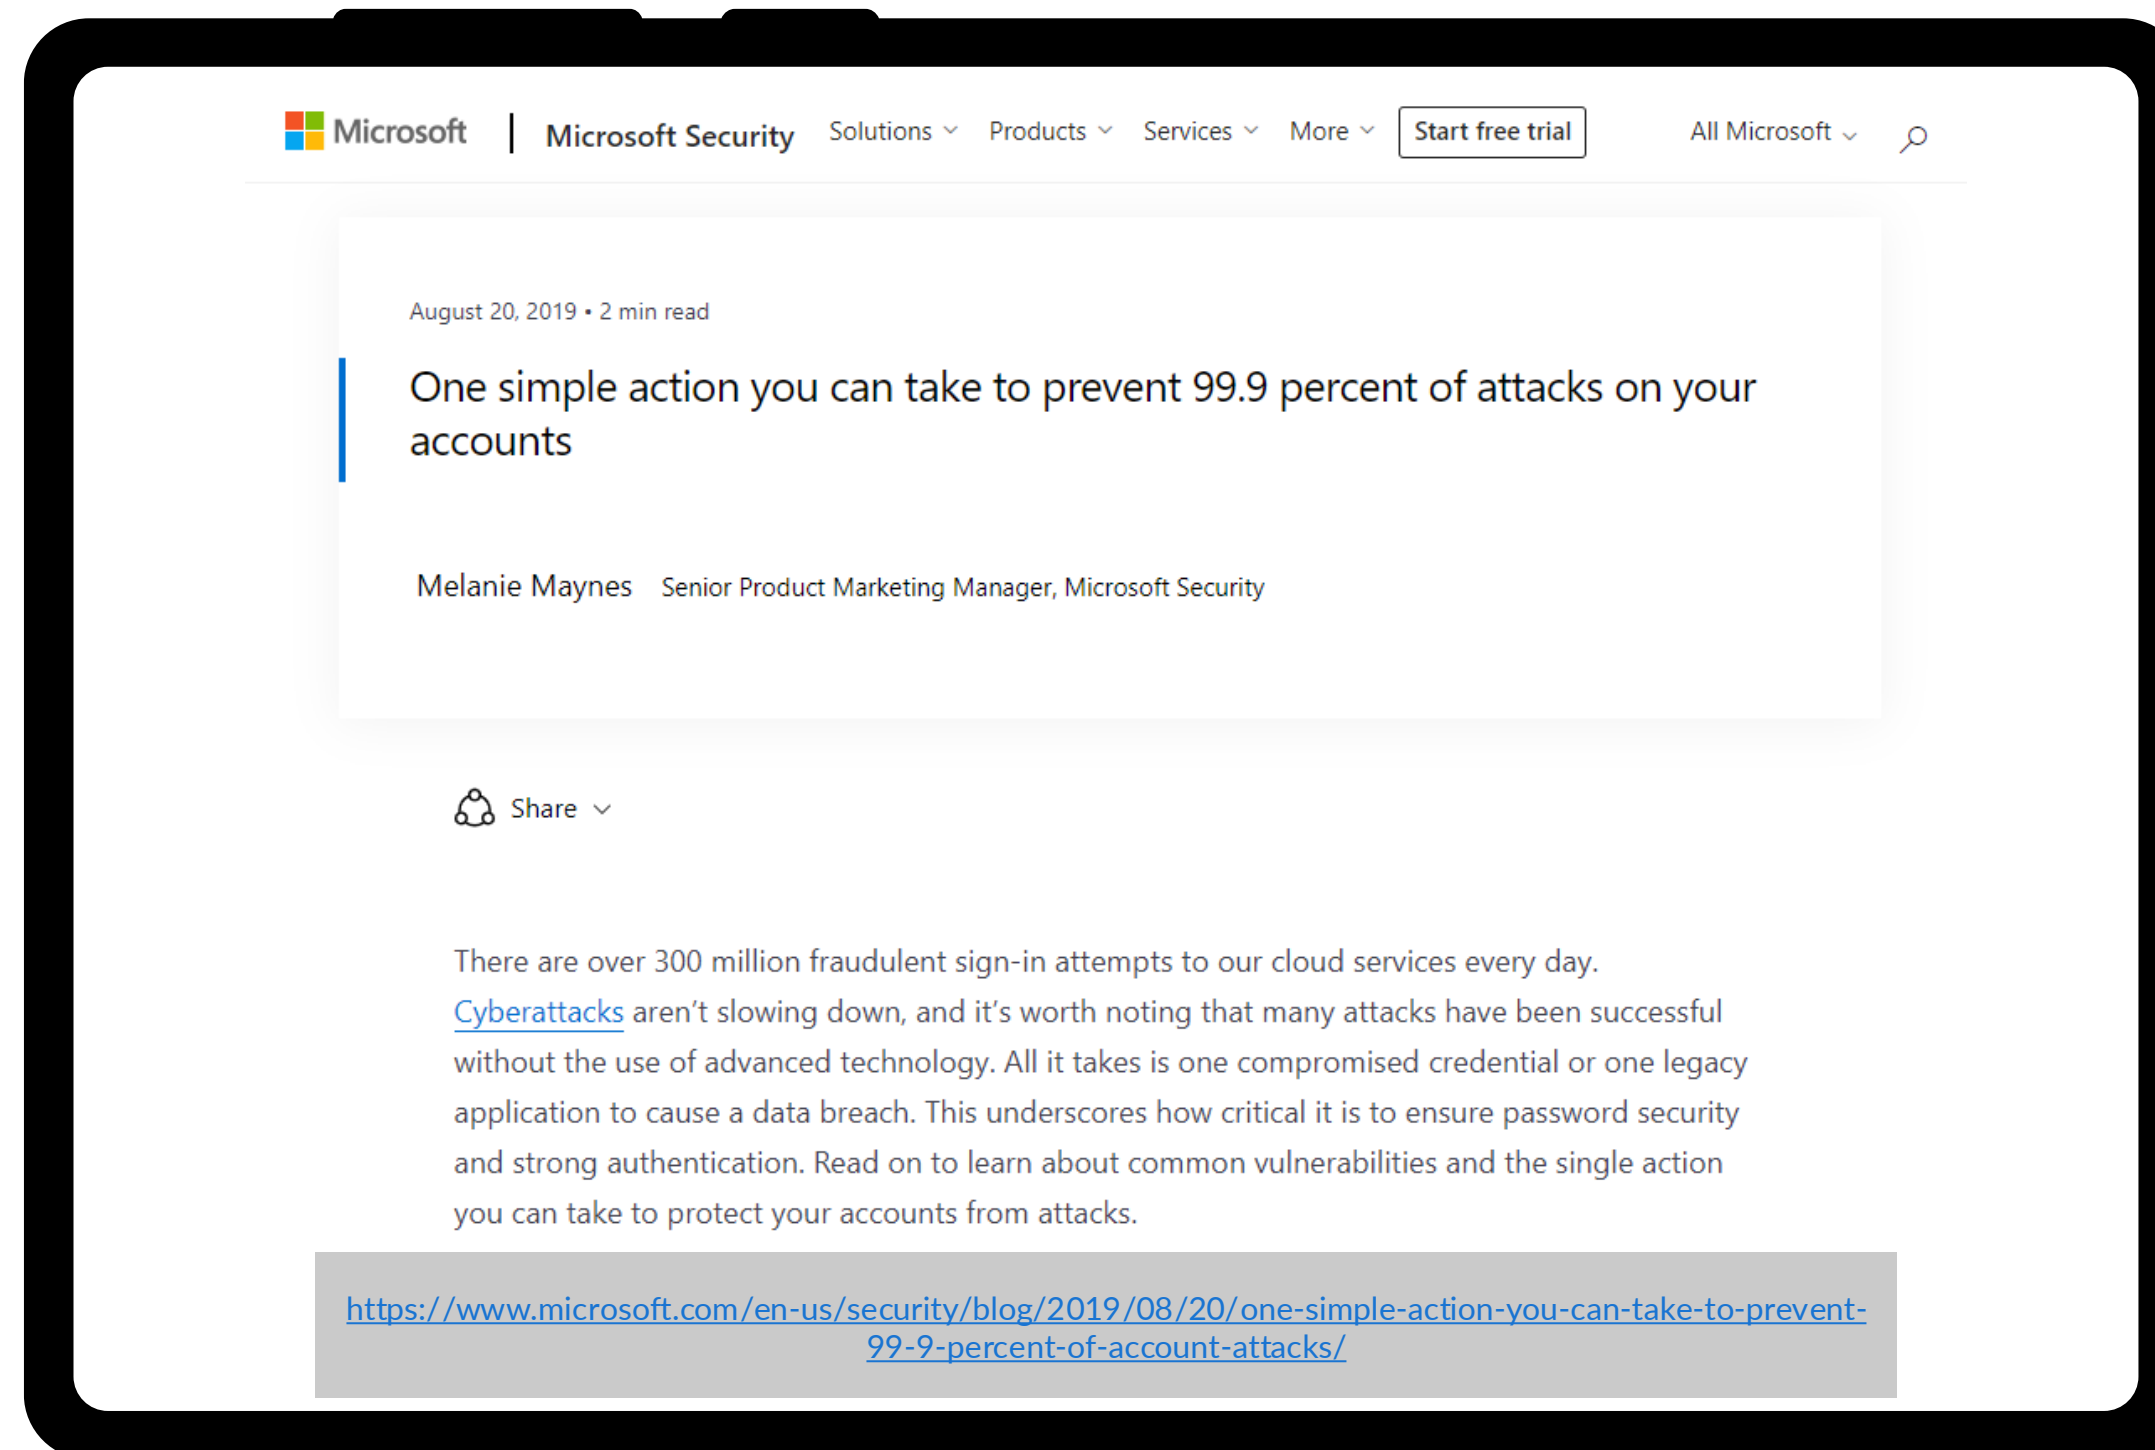 Microsoft | Microsoft Security Solutions Products Services More Start free trial All Microsoft
August 20, 2019 • 2 min read
One simple action you can take to prevent 99.9 percent of attacks on your
accounts
Melanie Maynes Senior Product Marketing Manager, Microsoft Security
Share
There are over 300 million fraudulent sign-in attempts to our cloud services every day.
Cyberattacks aren’t slowing down, and it’s worth noting that many attacks have been successful
without the use of advanced technology. All it takes is one compromised credential or one legacy
application to cause a data breach. This underscores how critical it is to ensure password security
and strong authentication. Read on to learn about common vulnerabilities and the single action
you can take to protect your accounts from attacks.
https://www.microsoft.com/en-us/security/blog/2019/08/20/one-simple-action-you-can-take-to-prevent-
99-9-percent-of-account-attacks/